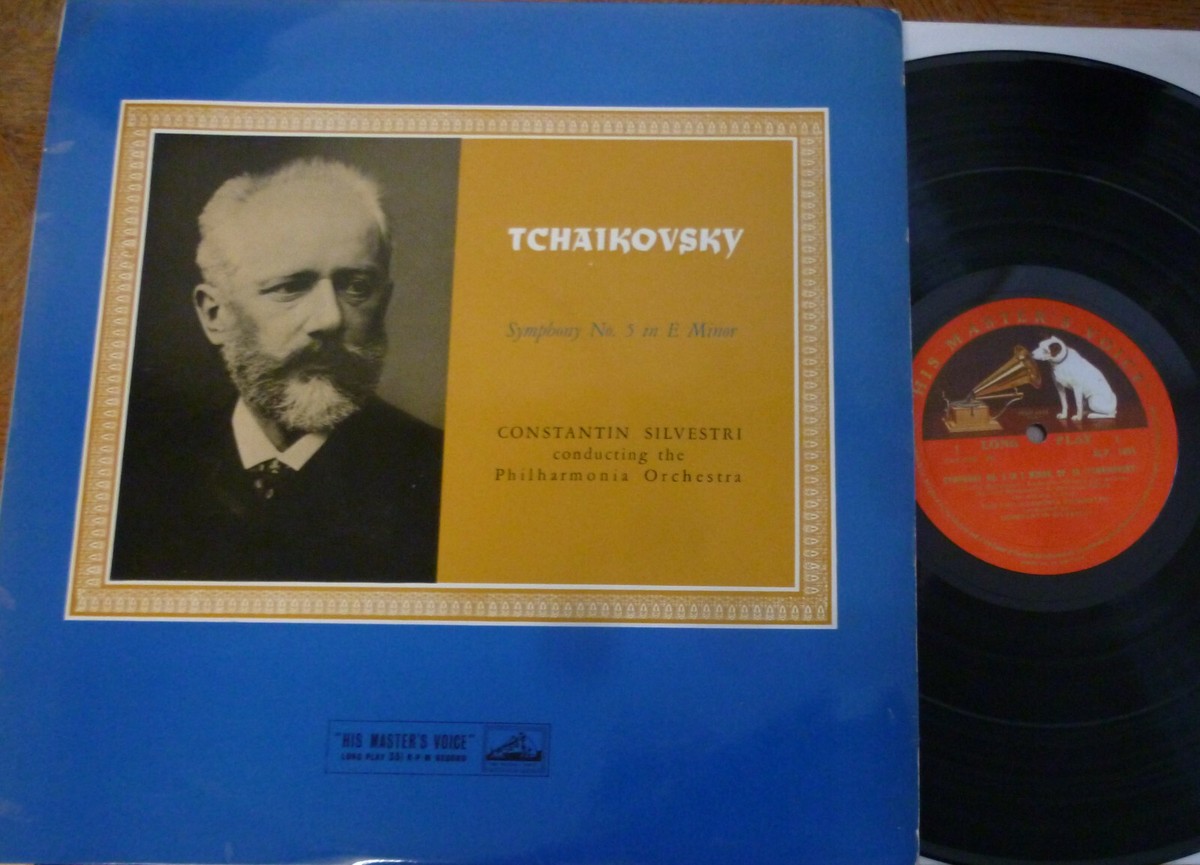 TCHAIKOVSKY
Symphony No. 5 in E Minor
CONSTANTIN SILVESTRI
conducting the
Philharmonia Orchestra
"HIS MASTER'S VOICE"
LONG PLAY 33⅓ R·P·M RECORD
HIS MASTER'S VOICE
LONG PLAY